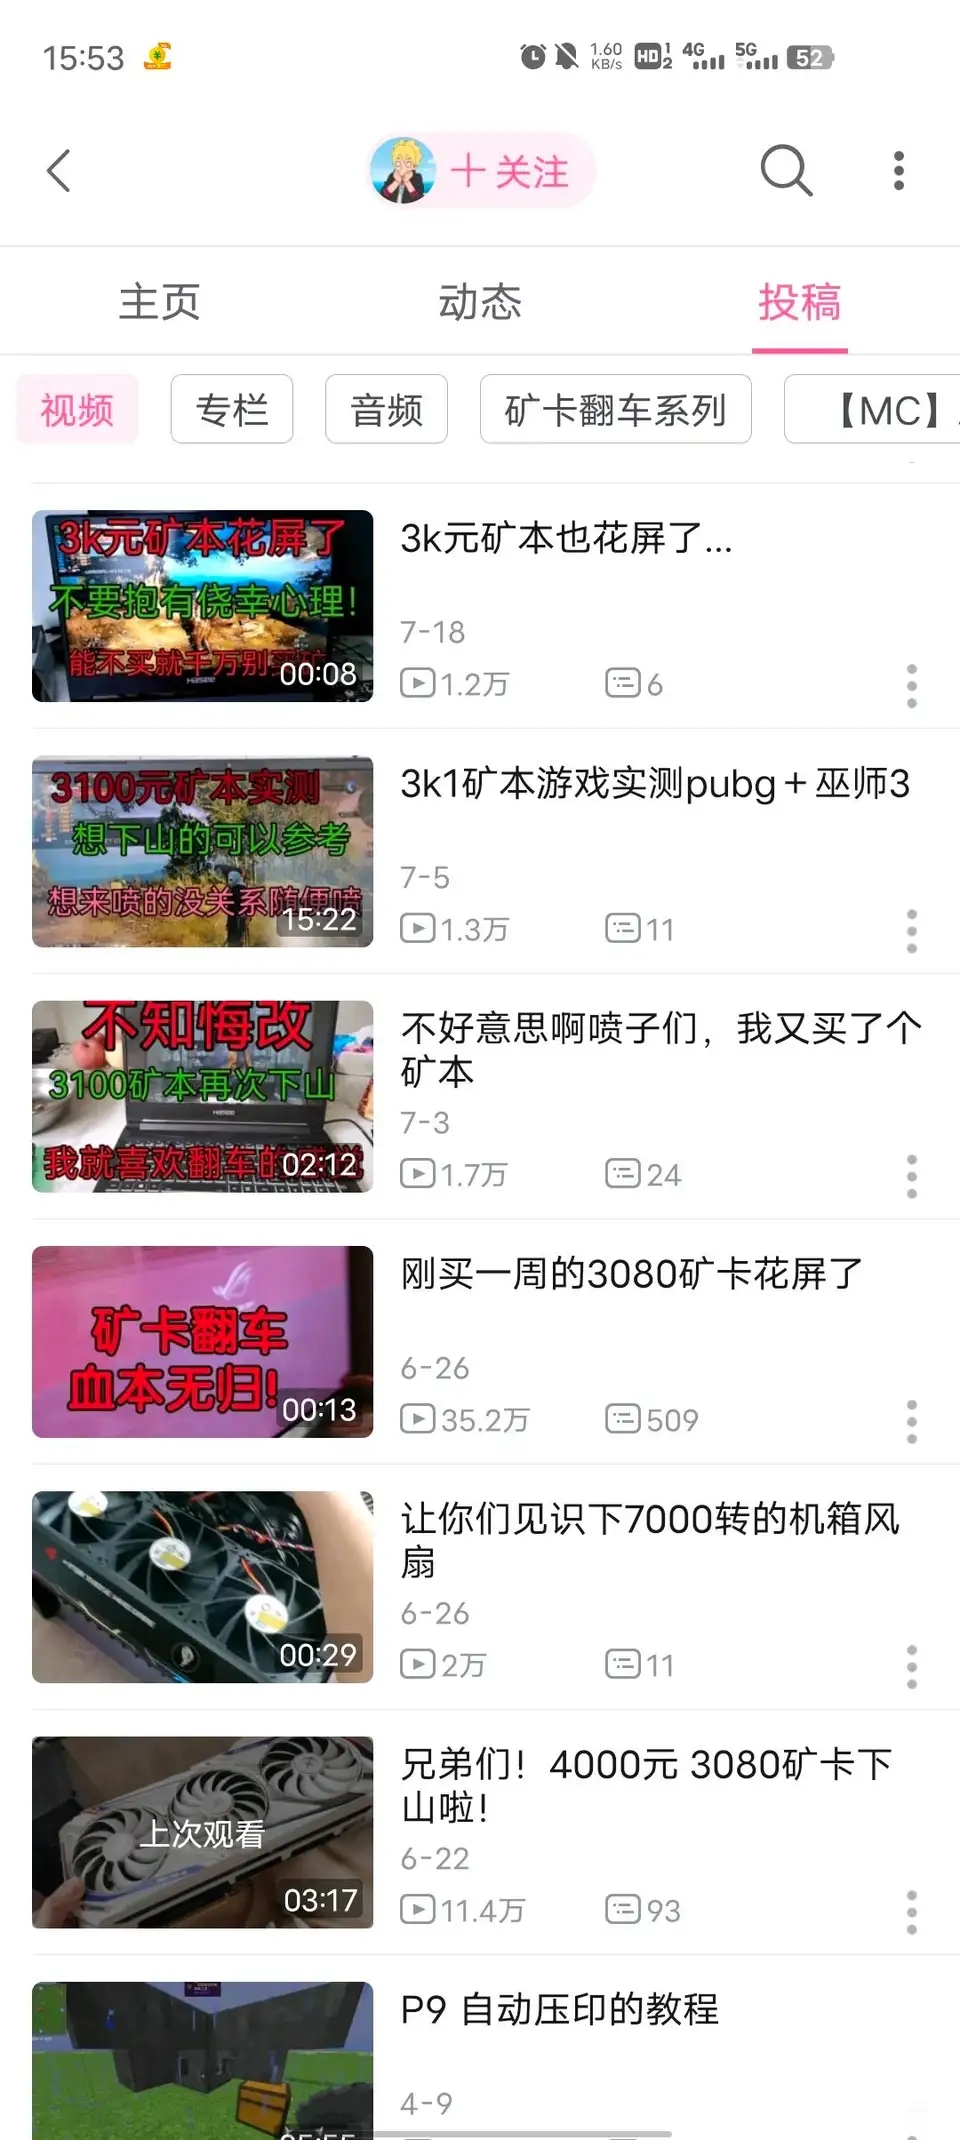 15:53
1.60
KB/s
HD 1 2
4G
5G
52
关注
主页
动态
投稿
视频
专栏
音频
矿卡翻车系列
【MC】
3k元矿本花屏了
不要抱有侥幸心理!
能不买就千万别买矿
Hasee
00:08
3k元矿本也花屏了...
7-18
1.2万
6
3100元矿本实测
想下山的可以参考
想来喷的没关系随便喷
15:22
3k1矿本游戏实测pubg+巫师3
7-5
1.3万
11
不知悔改
3100矿本再次下山
Hasee
我就喜欢翻车的
02:12
不好意思啊喷子们，我又买了个
矿本
7-3
1.7万
24
矿卡翻车
血本无归!
00:13
刚买一周的3080矿卡花屏了
6-26
35.2万
509
00:29
让你们见识下7000转的机箱风
扇
6-26
2万
11
上次观看
03:17
兄弟们！4000元 3080矿卡下
山啦！
6-22
11.4万
93
P9 自动压印的教程
4-9